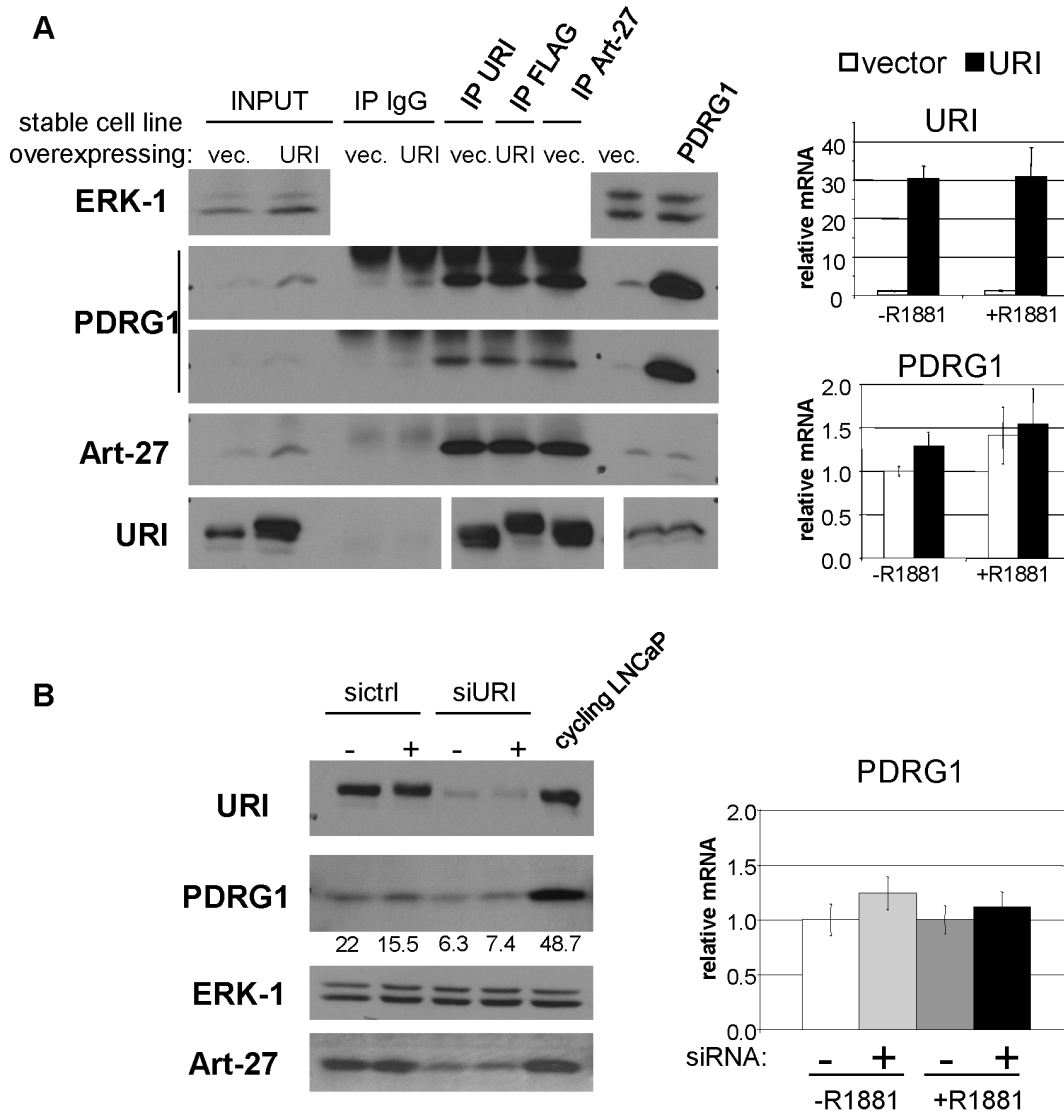 A
INPUT
IP IgG
IP URI
IP FLAG
IP Art-27
PDRG1
stable cell line
overexpressing:
vec. URI vec. URI vec. URI vec. vec.
ERK-1
PDRG1
Art-27
URI
vector URI
URI
relative mRNA
40
30
20
10
0
-R1881 +R1881
PDRG1
relative mRNA
2.0
1.5
1.0
0.5
0.0
-R1881 +R1881
B
sictrl siURI
cycling LNCaP
- + - +
URI
PDRG1
22 15.5 6.3 7.4 48.7
ERK-1
Art-27
PDRG1
relative mRNA
2.0
1.5
1.0
0.5
0.0
siRNA: - + - +
-R1881 +R1881